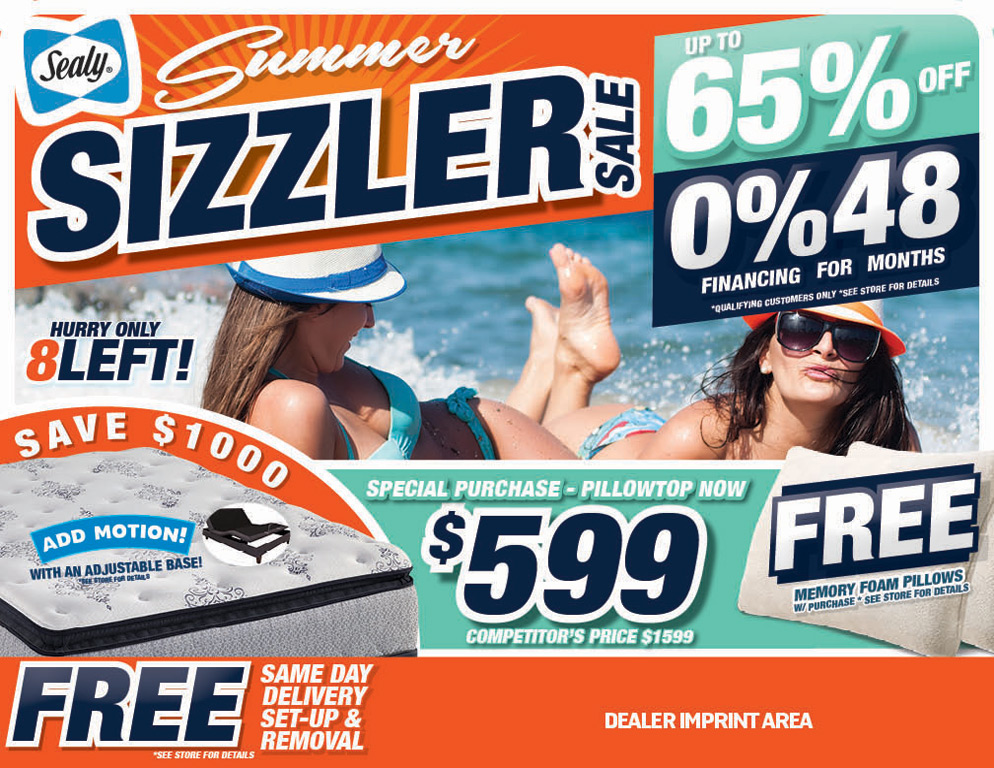 Sealy®
Summer
SIZZLER
SALE
UP TO
65% OFF
0% 48
FINANCING FOR MONTHS
*QUALIFYING CUSTOMERS ONLY *SEE STORE FOR DETAILS
HURRY ONLY
8 LEFT!
SAVE $1000
ADD MOTION!
WITH AN ADJUSTABLE BASE!
*SEE STORE FOR DETAILS
SPECIAL PURCHASE - PILLOWTOP NOW
$599
COMPETITOR'S PRICE $1599
FREE
MEMORY FOAM PILLOWS
W/ PURCHASE * SEE STORE FOR DETAILS
FREE
SAME DAY
DELIVERY
SET-UP &
REMOVAL
*SEE STORE FOR DETAILS
DEALER IMPRINT AREA